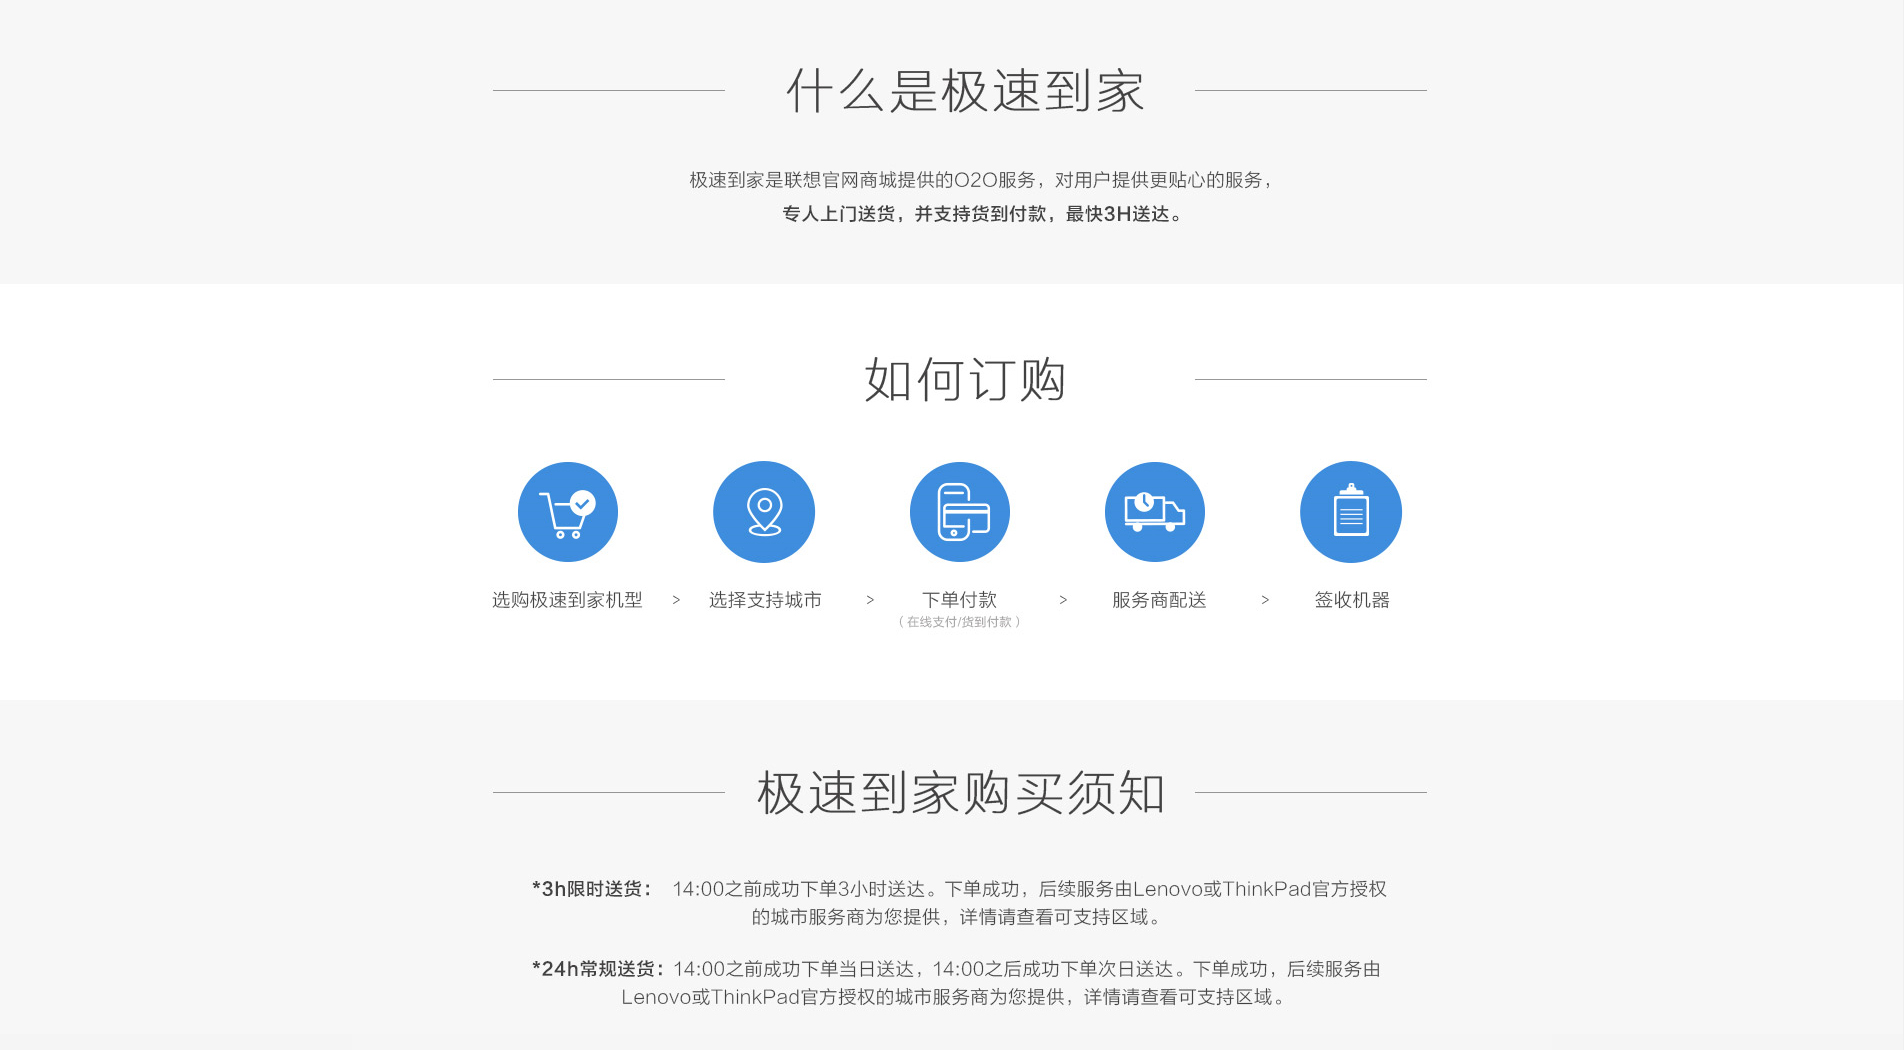 什么是极速到家
极速到家是联想官网商城提供的O2O服务，对用户提供更贴心的服务，
专人上门送货，并支持货到付款，最快3H送达。
如何订购
选购极速到家机型 > 选择支持城市 > 下单付款 > 服务商配送 > 签收机器
（在线支付/货到付款）
极速到家购买须知
*3h限时送货： 14:00之前成功下单3小时送达。下单成功，后续服务由Lenovo或ThinkPad官方授权
的城市服务商为您提供，详情请查看可支持区域。
*24h常规送货：14:00之前成功下单当日送达，14:00之后成功下单次日送达。下单成功，后续服务由
Lenovo或ThinkPad官方授权的城市服务商为您提供，详情请查看可支持区域。